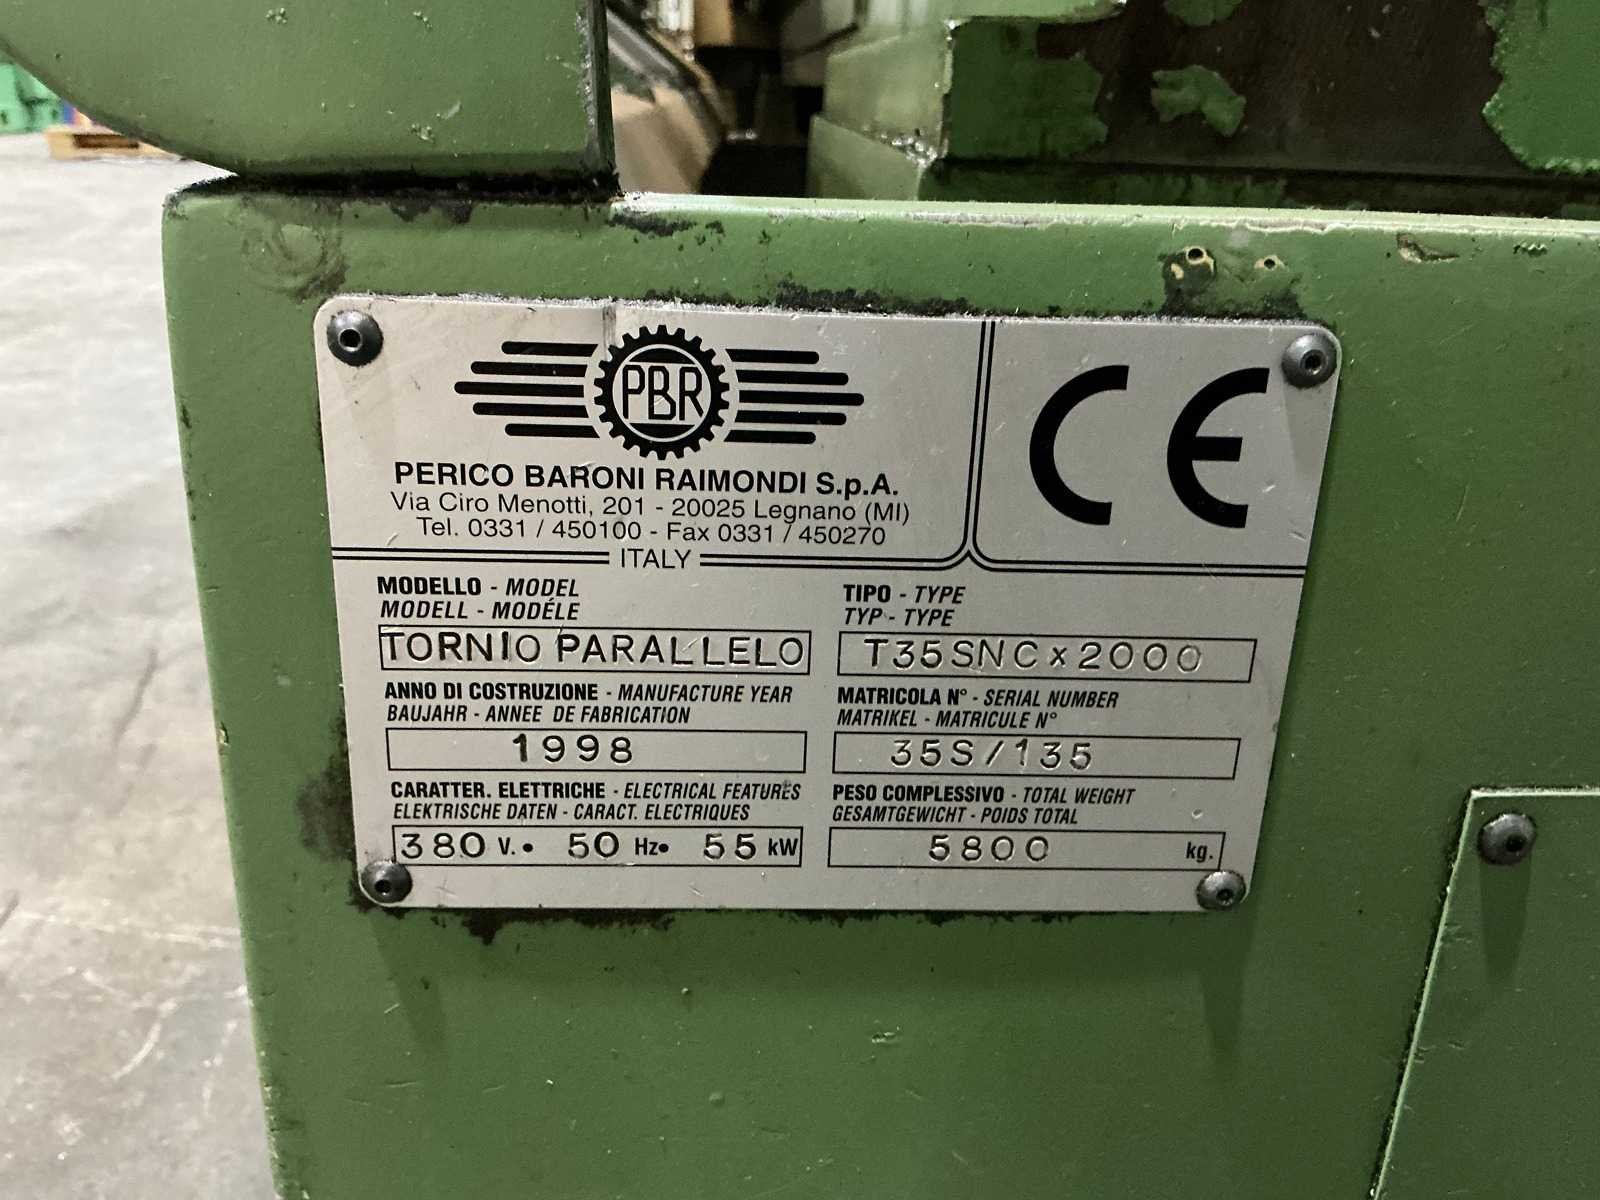 PBR
CE
PERICO BARONI RAIMONDI S.p.A.
Via Ciro Menotti, 201 - 20025 Legnano (MI)
Tel. 0331 / 450100 - Fax 0331 / 450270
ITALY
MODELLO - MODEL
MODELL - MODÉLE
TORNIO PARALLELO
TIPO - TYPE
TYP - TYPE
T35SNC x 2000
ANNO DI COSTRUZIONE - MANUFACTURE YEAR
BAUJAHR - ANNEE DE FABRICATION
1998
MATRICOLA N° - SERIAL NUMBER
MATRIKEL - MATRICULE N°
35S/135
CARATTER. ELETTRICHE - ELECTRICAL FEATURES
ELEKTRISCHE DATEN - CARACT. ELECTRIQUES
380 V. • 50 Hz• 55 kW
PESO COMPLESSIVO - TOTAL WEIGHT
GESAMTGEWICHT - POIDS TOTAL
5800 kg.